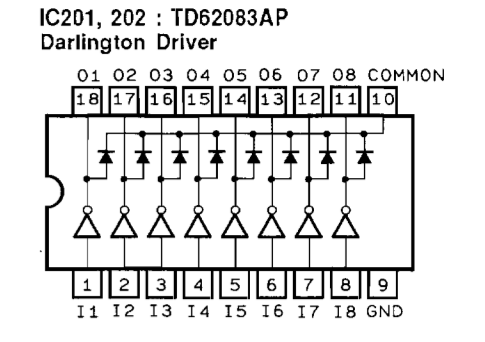 IC201, 202 : TD62083AP
Darlington Driver
O1 O2 O3 O4 O5 O6 O7 O8 COMMON
18 17 16 15 14 13 12 11 10
1 2 3 4 5 6 7 8 9
I1 I2 I3 I4 I5 I6 I7 I8 GND